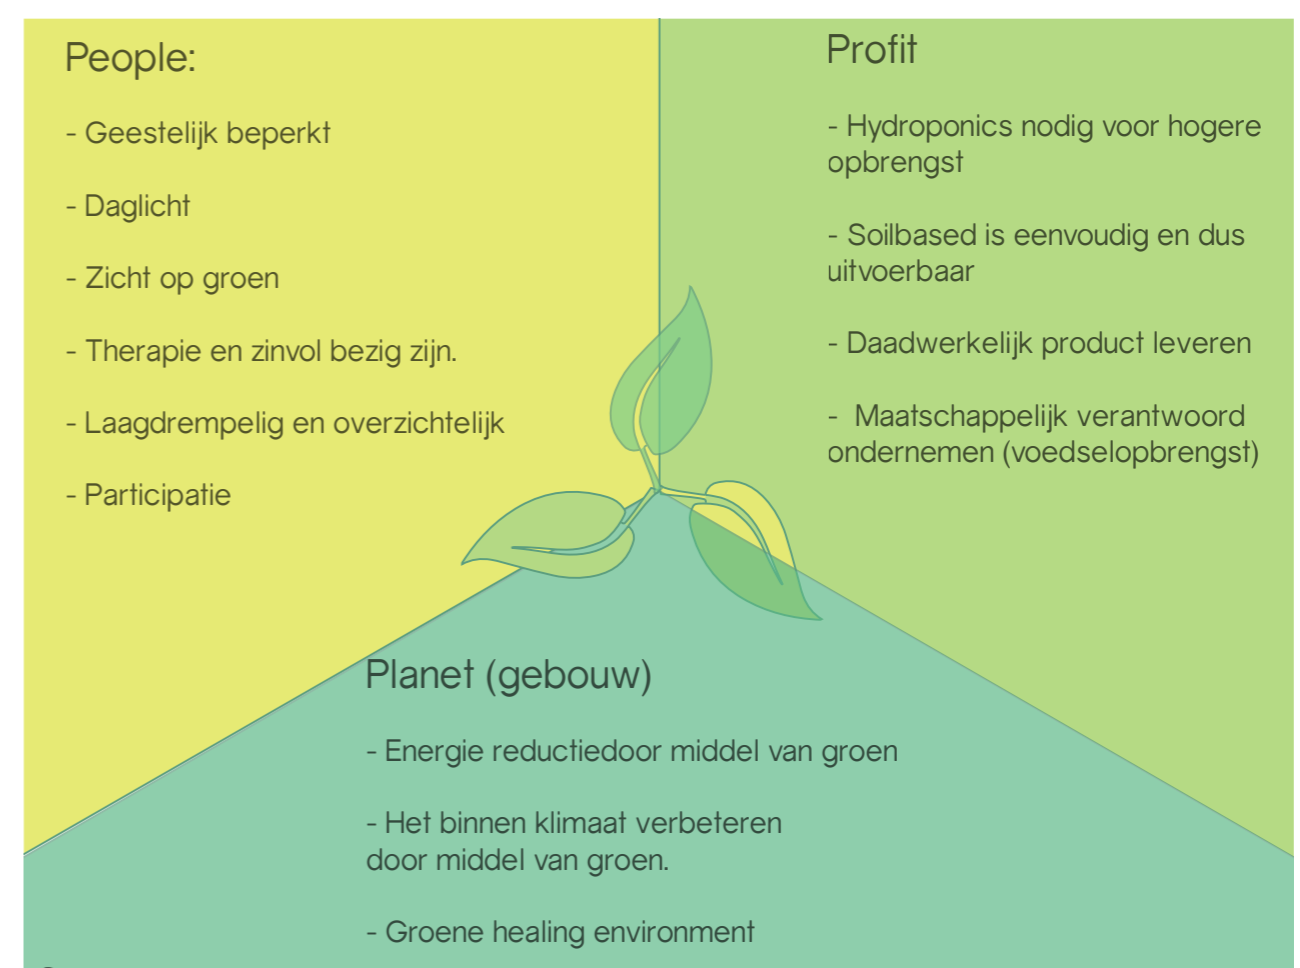 People:
- Geestelijk beperkt
- Daglicht
- Zicht op groen
- Therapie en zinvol bezig zijn.
- Laagdrempelig en overzichtelijk
- Participatie
Profit
- Hydroponics nodig voor hogere
opbrengst
- Soilbased is eenvoudig en dus
uitvoerbaar
- Daadwerkelijk product leveren
- Maatschappelijk verantwoord
ondernemen (voedselopbrengst)
Planet (gebouw)
- Energie reductiedoor middel van groen
- Het binnen klimaat verbeteren
door middel van groen.
- Groene healing environment